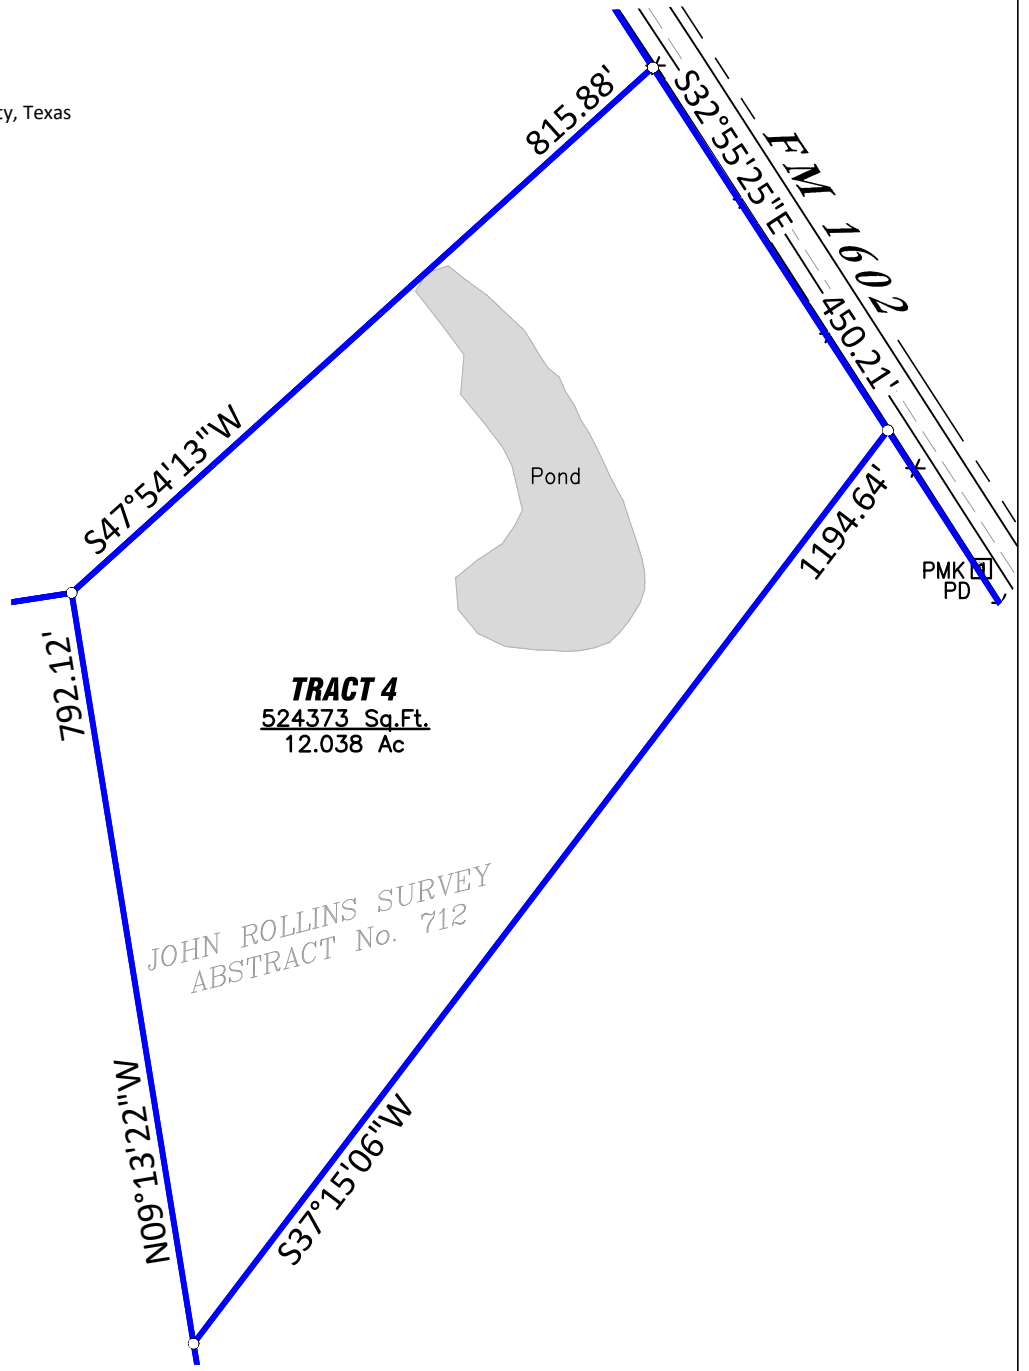 ty, Texas
815.88'
S32°55'25"E
FM 1602
450.21'
S47°54'13"W
Pond
1194.64'
PMK 1
PD
792.12'
TRACT 4
524373 Sq.Ft.
12.038 Ac
JOHN ROLLINS SURVEY
ABSTRACT No. 712
N09°13'22"W
S37°15'06"W